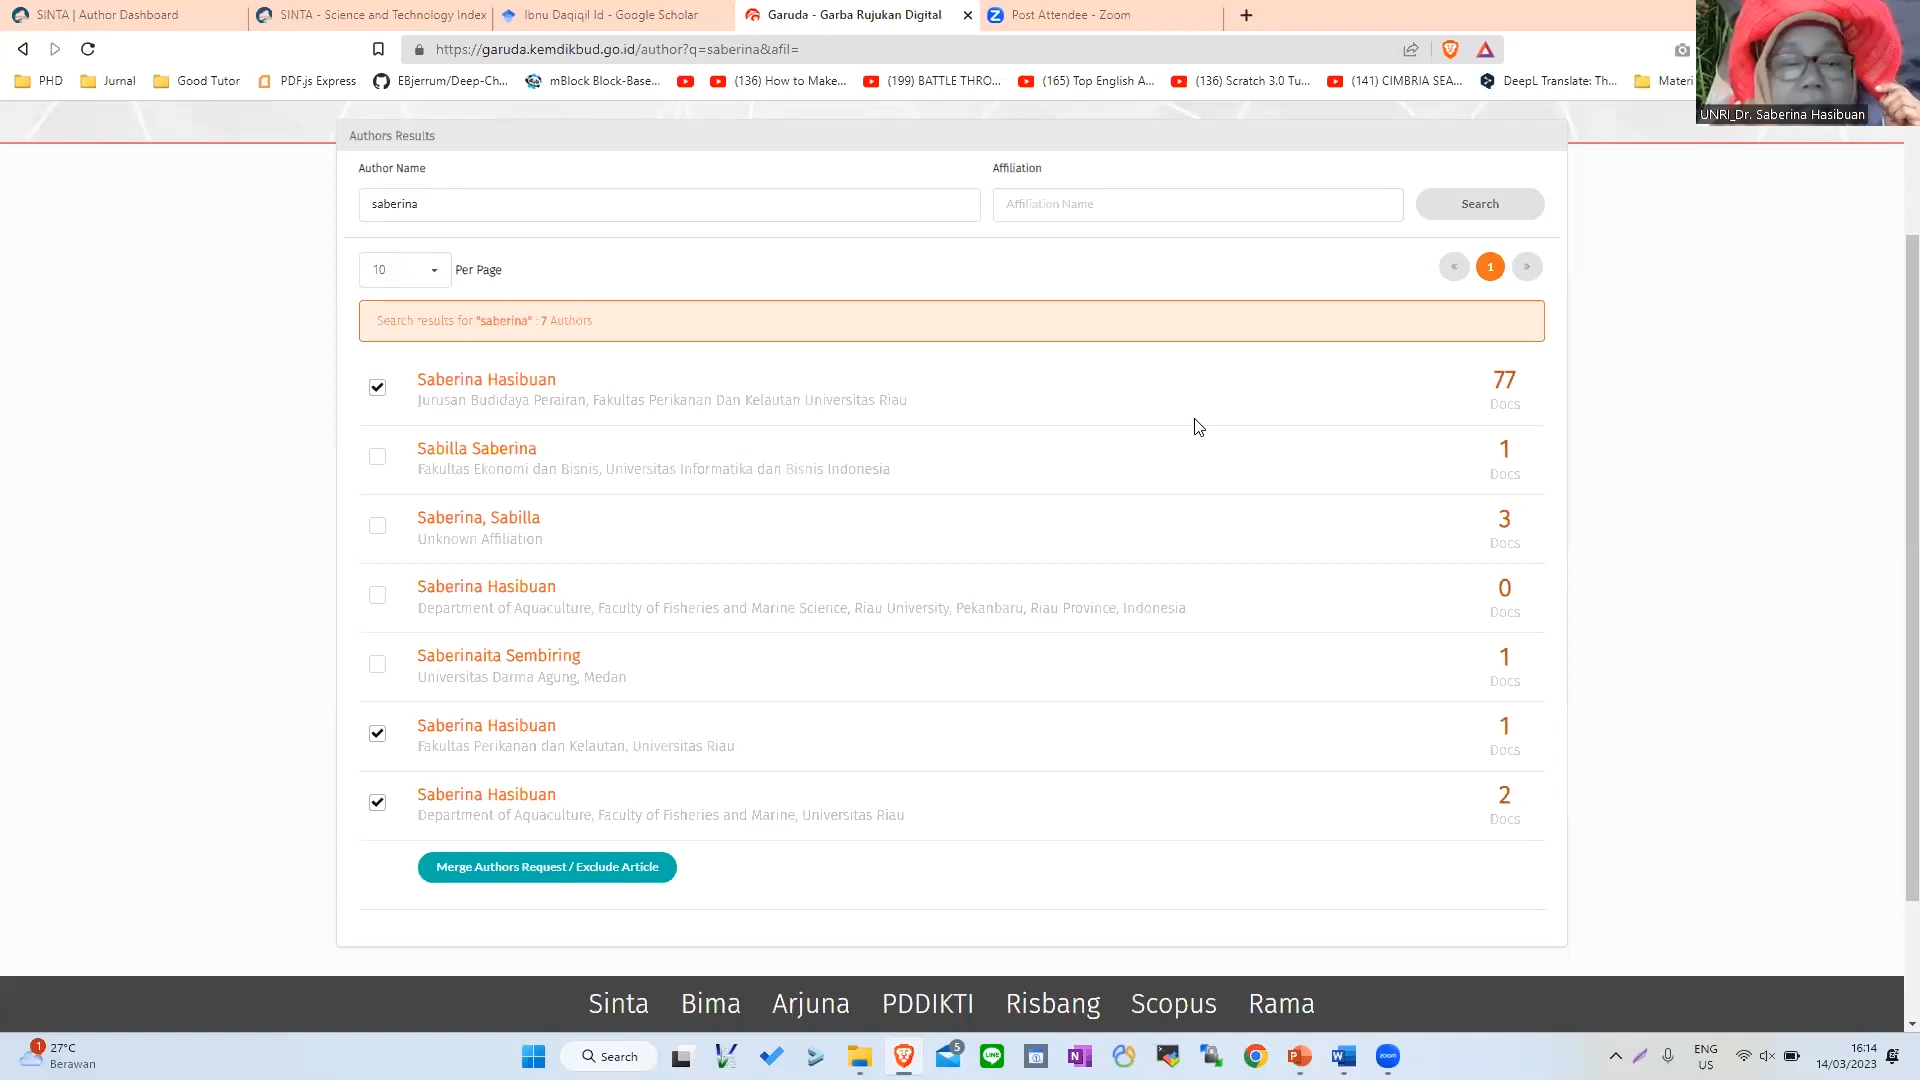 SINTA | Author Dashboard
SINTA - Science and Technology Index
Ibnu Daqiqil Id - Google Scholar
Garuda - Garba Rujukan Digital
Post Attendee - Zoom
https://garuda.kemdikbud.go.id/author?q=saberina&afil=
PHD
Jurnal
Good Tutor
PDF.js Express
EBjerrum/Deep-Ch...
mBlock Block-Base...
(136) How to Make...
(199) BATTLE THRO...
(165) Top English A...
(136) Scratch 3.0 Tu...
(141) CIMBRIA SEA...
DeepL Translate: Th...
Materi
UNRI_Dr. Saberina Hasibuan
Authors Results
Author Name
Affiliation
saberina
Affiliation Name
Search
10
Per Page
«
1
»
Search results for "saberina" : 7 Authors
Saberina Hasibuan
Jurusan Budidaya Perairan, Fakultas Perikanan Dan Kelautan Universitas Riau
77
Docs
Sabilla Saberina
Fakultas Ekonomi dan Bisnis, Universitas Informatika dan Bisnis Indonesia
1
Docs
Saberina, Sabilla
Unknown Affiliation
3
Docs
Saberina Hasibuan
Department of Aquaculture, Faculty of Fisheries and Marine Science, Riau University, Pekanbaru, Riau Province, Indonesia
0
Docs
Saberinaita Sembiring
Universitas Darma Agung, Medan
1
Docs
Saberina Hasibuan
Fakultas Perikanan dan Kelautan, Universitas Riau
1
Docs
Saberina Hasibuan
Department of Aquaculture, Faculty of Fisheries and Marine, Universitas Riau
2
Docs
Merge Authors Request / Exclude Article
Sinta
Bima
Arjuna
PDDIKTI
Risbang
Scopus
Rama
1
27°C
Berawan
Search
5
LINE
zoom
ENG
US
16:14
14/03/2023